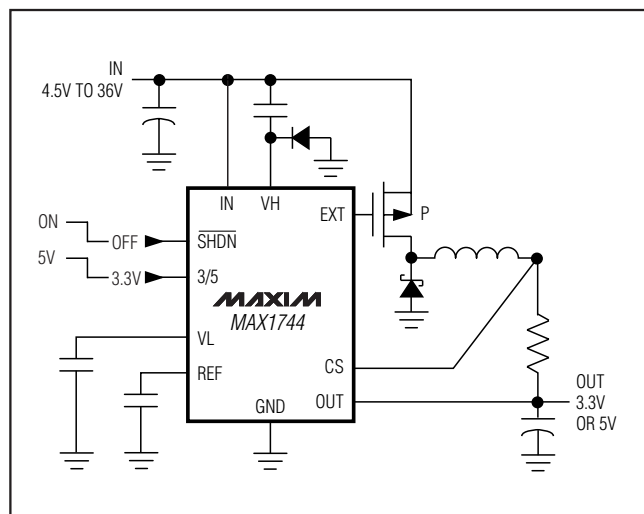 IN
4.5V TO 36V
IN
VH
EXT
P
ON
OFF
SHDN
5V
3.3V
3/5
MAXIM
MAX1744
VL
REF
CS
OUT
GND
OUT
3.3V
OR 5V